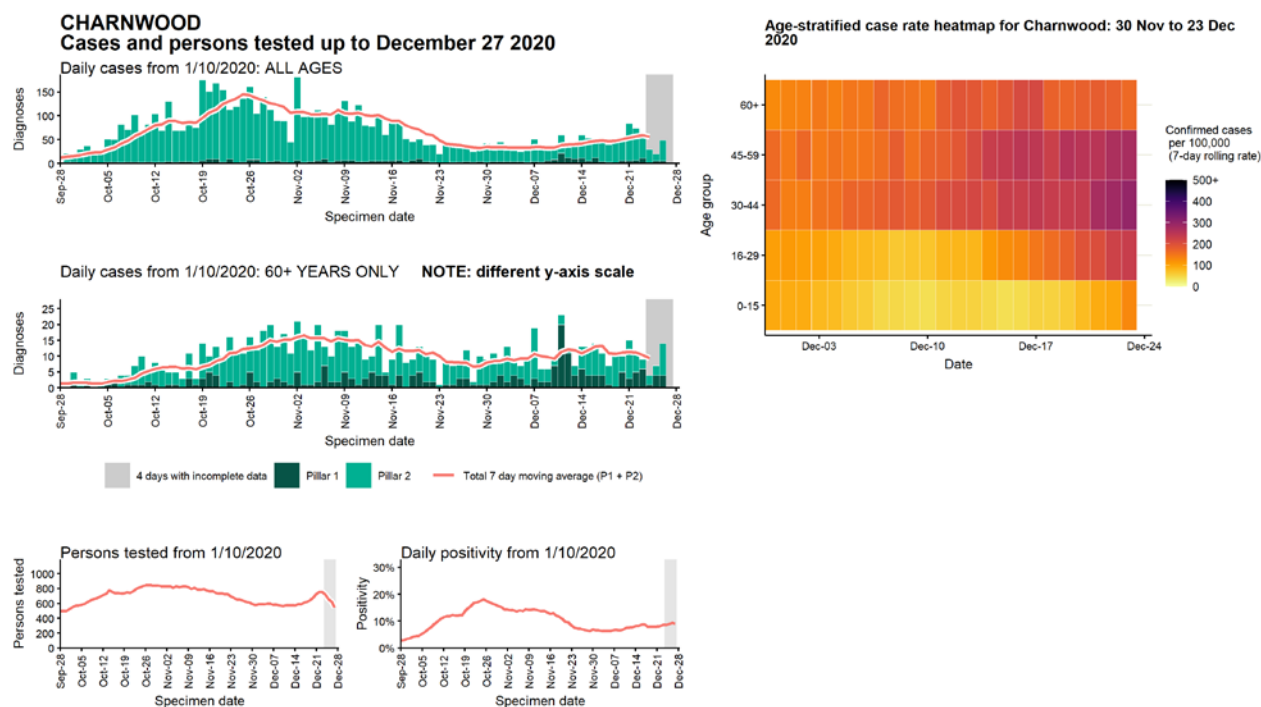 CHARNWOOD
Cases and persons tested up to December 27 2020
Daily cases from 1/10/2020: ALL AGES
Diagnoses
150
100
50
0
Sep-28
Oct-05
Oct-12
Oct-19
Oct-26
Nov-02
Nov-09
Nov-16
Nov-23
Nov-30
Dec-07
Dec-14
Dec-21
Dec-28
Specimen date
Daily cases from 1/10/2020: 60+ YEARS ONLY NOTE: different y-axis scale
Diagnoses
25
20
15
10
5
0
Sep-28
Oct-05
Oct-12
Oct-19
Oct-26
Nov-02
Nov-09
Nov-16
Nov-23
Nov-30
Dec-07
Dec-14
Dec-21
Dec-28
Specimen date
4 days with incomplete data Pillar 1 Pillar 2 Total 7 day moving average (P1 + P2)
Persons tested from 1/10/2020
Persons tested
1000
800
600
400
200
0
Sep-28
Oct-05
Oct-12
Oct-19
Oct-26
Nov-02
Nov-09
Nov-16
Nov-23
Nov-30
Dec-07
Dec-14
Dec-21
Dec-28
Specimen date
Daily positivity from 1/10/2020
Positivity
30%
20%
10%
0%
Sep-28
Oct-05
Oct-12
Oct-19
Oct-26
Nov-02
Nov-09
Nov-16
Nov-23
Nov-30
Dec-07
Dec-14
Dec-21
Dec-28
Specimen date
Age-stratified case rate heatmap for Charnwood: 30 Nov to 23 Dec
2020
Age group
60+
45-59
30-44
16-29
0-15
Dec-03 Dec-10 Dec-17 Dec-24
Date
Confirmed cases
per 100,000
(7-day rolling rate)
500+
400
300
200
100
0